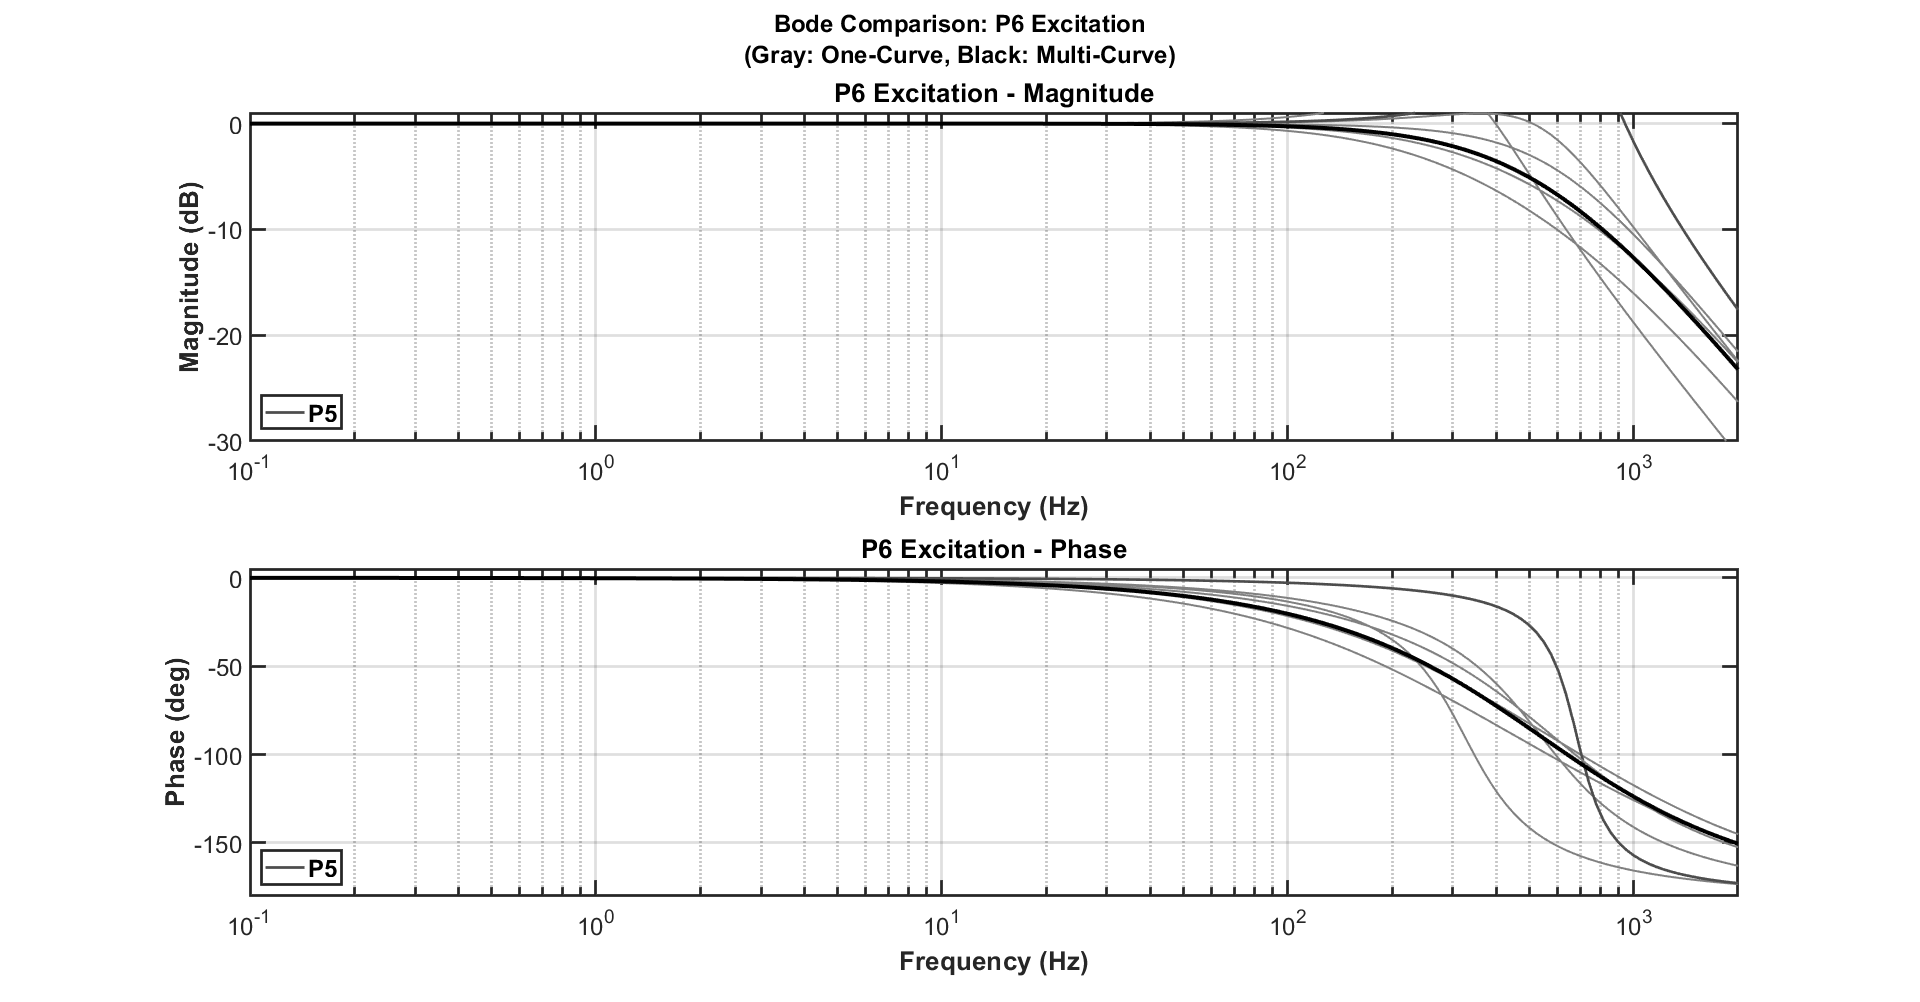 Bode Comparison: P6 Excitation
(Gray: One-Curve, Black: Multi-Curve)
P6 Excitation - Magnitude
Magnitude (dB)
0
-10
-20
-30
P5
10^-1
10^0
10^1
10^2
10^3
Frequency (Hz)
P6 Excitation - Phase
Phase (deg)
0
-50
-100
-150
P5
10^-1
10^0
10^1
10^2
10^3
Frequency (Hz)